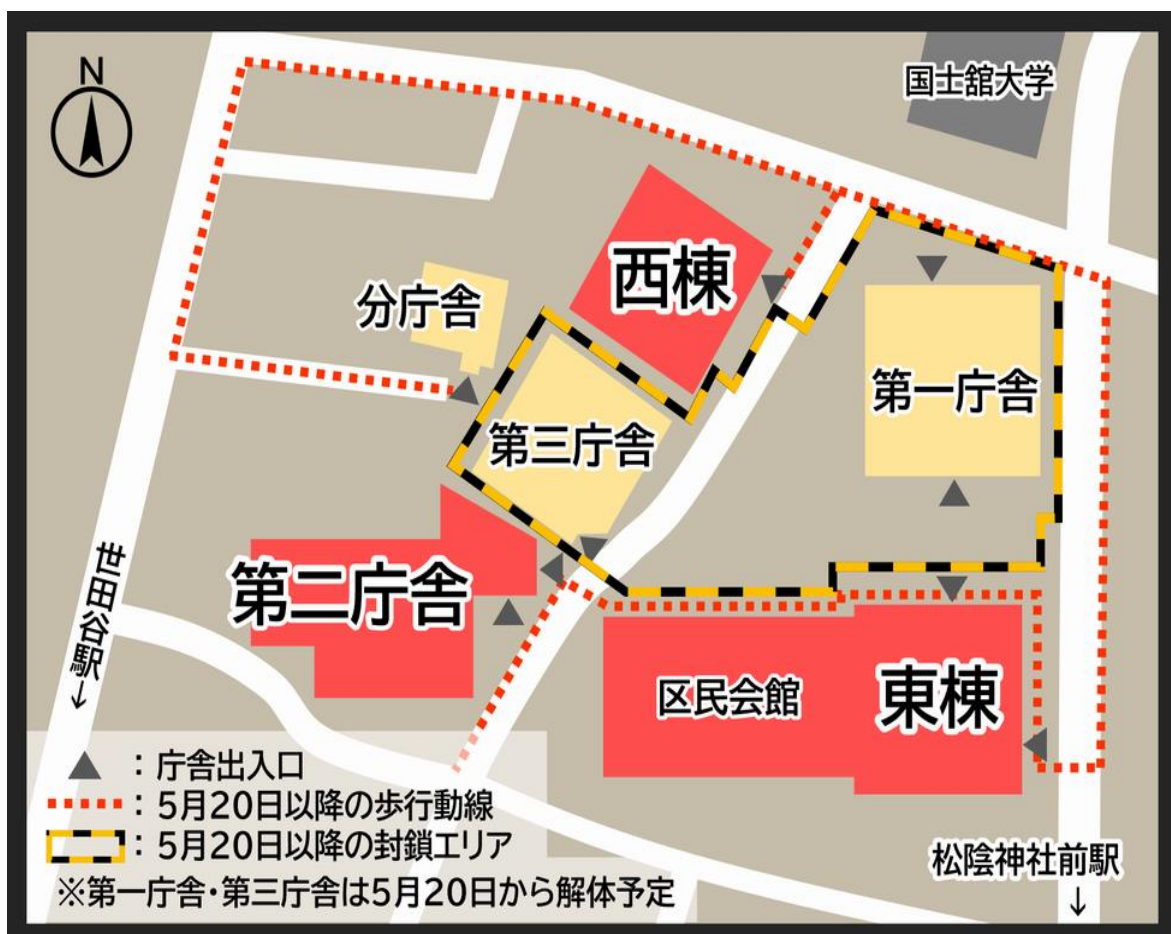 N
国士舘大学
西棟
分庁舎
第一庁舎
第三庁舎
第二庁舎
世田谷駅↓
区民会館
東棟
▲：庁舎出入口
：5月20日以降の歩行動線
：5月20日以降の封鎖エリア
※第一庁舎・第三庁舎は5月20日から解体予定
松陰神社前駅
↓